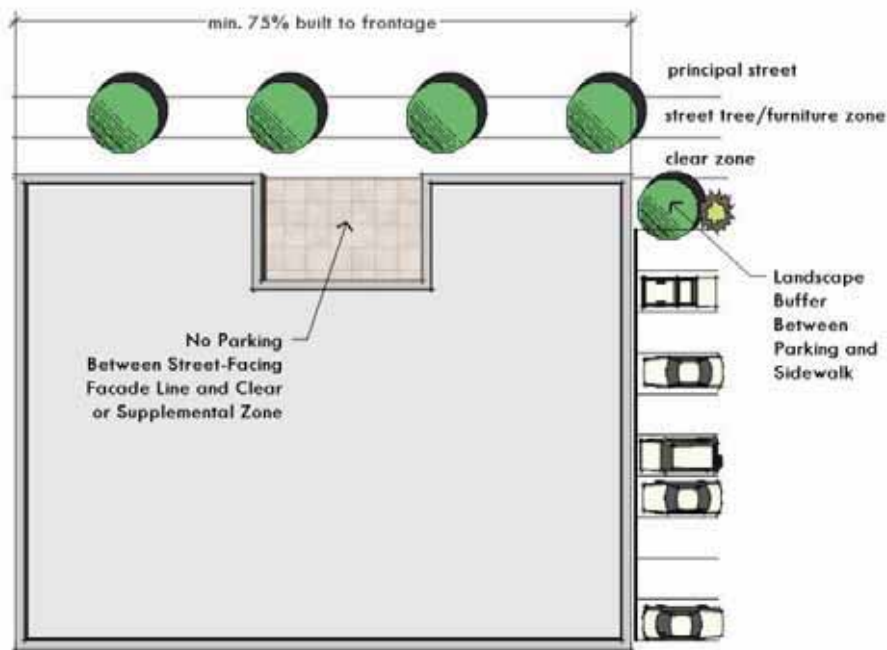 min. 75% built to frontage
principal street
street tree/furniture zone
clear zone
No Parking
Between Street-Facing
Facade Line and Clear
or Supplemental Zone
Landscape
Buffer
Between
Parking and
Sidewalk